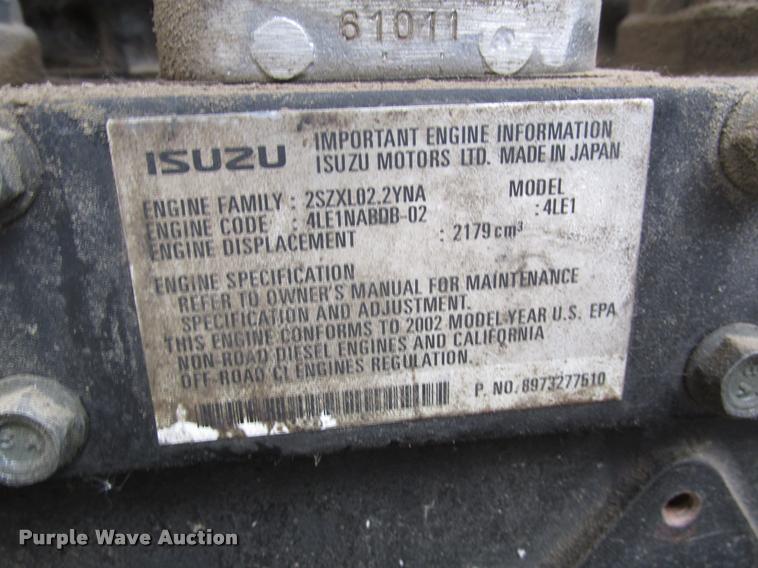 61011
ISUZU
IMPORTANT ENGINE INFORMATION
ISUZU MOTORS LTD. MADE IN JAPAN
ENGINE FAMILY : 2SZXL02.2YNA MODEL
ENGINE CODE : 4LE1NABDB-02 : 4LE1
ENGINE DISPLACEMENT : 2179 cm³
ENGINE SPECIFICATION
REFER TO OWNER'S MANUAL FOR MAINTENANCE
SPECIFICATION AND ADJUSTMENT.
THIS ENGINE CONFORMS TO 2002 MODEL YEAR U.S. EPA
NON-ROAD DIESEL ENGINES AND CALIFORNIA
OFF-ROAD CI ENGINES REGULATION.
P. NO. 8973277510
Purple Wave Auction